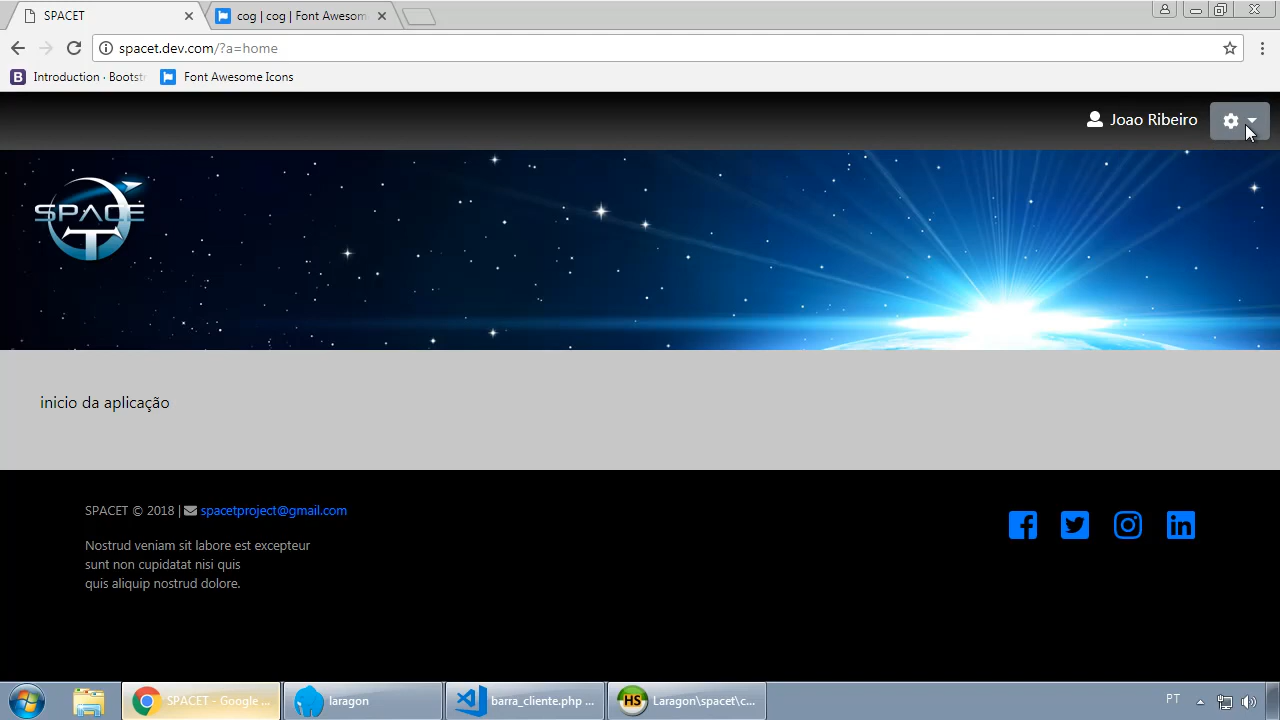 SPACET
cog | cog | Font Awesom
spacet.dev.com/?a=home
Introduction · Bootst
Font Awesome Icons
Joao Ribeiro
SPACE
T
inicio da aplicação
SPACET © 2018 | spacetproject@gmail.com
Nostrud veniam sit labore est excepteur
sunt non cupidatat nisi quis
quis aliquip nostrud dolore.
SPACET - Google ...
laragon
barra_cliente.php ...
HS
Laragon\spacet\c...
PT